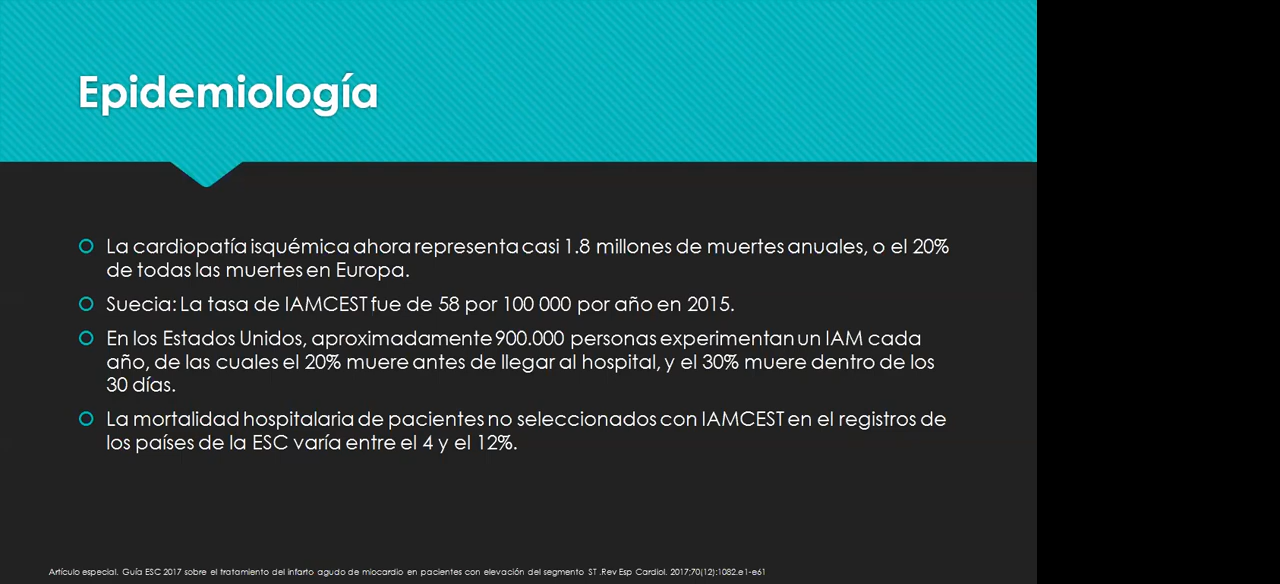 Epidemiología
La cardiopatía isquémica ahora representa casi 1.8 millones de muertes anuales, o el 20%
de todas las muertes en Europa.
Suecia: La tasa de IAMCEST fue de 58 por 100 000 por año en 2015.
En los Estados Unidos, aproximadamente 900.000 personas experimentan un IAM cada
año, de las cuales el 20% muere antes de llegar al hospital, y el 30% muere dentro de los
30 días.
La mortalidad hospitalaria de pacientes no seleccionados con IAMCEST en el registros de
los países de la ESC varía entre el 4 y el 12%.
Artículo especial. Guía ESC 2017 sobre el tratamiento del infarto agudo de miocardio en pacientes con elevación del segmento ST .Rev Esp Cardiol. 2017;70(12):1082.e1-e61